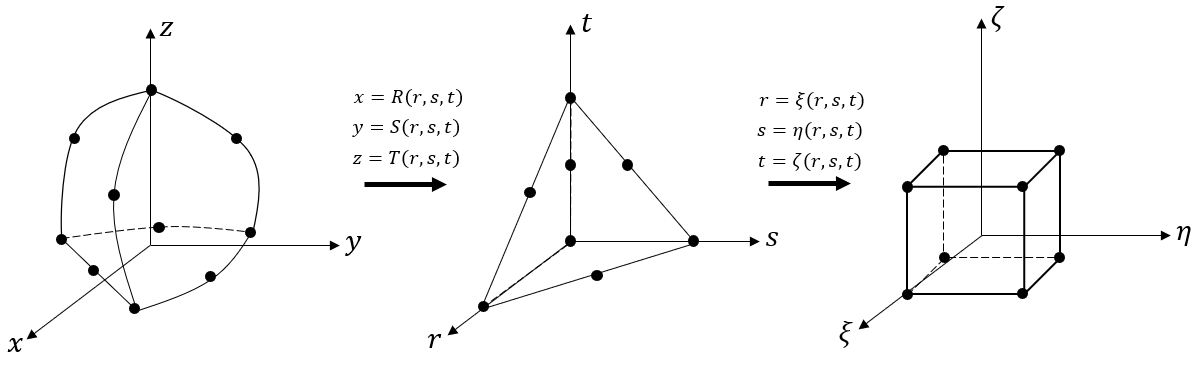 z
y
x
x = R(r, s, t)
y = S(r, s, t)
z = T(r, s, t)
t
s
r
r = ξ(r, s, t)
s = η(r, s, t)
t = ζ(r, s, t)
ζ
η
ξ